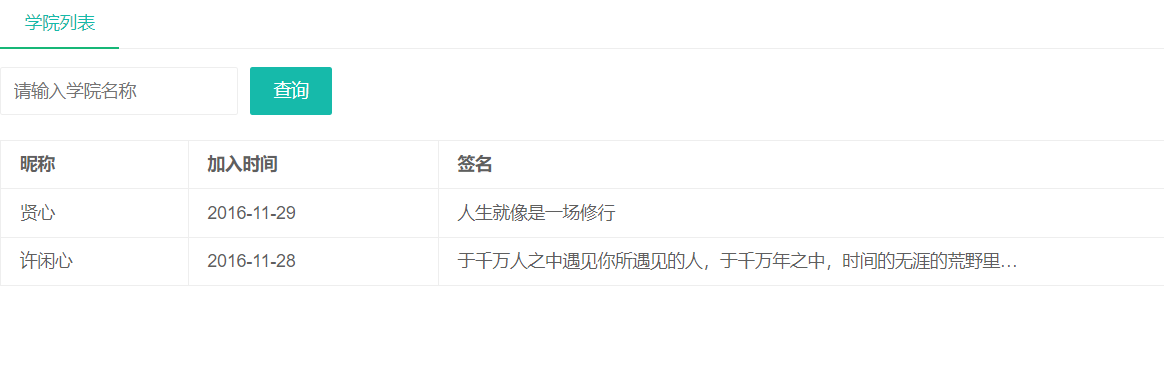 学院列表
请输入学院名称 查询
昵称 加入时间 签名
贤心 2016-11-29 人生就像是一场修行
许闲心 2016-11-28 于千万人之中遇见你所遇见的人，于千万年之中，时间的无涯的荒野里…